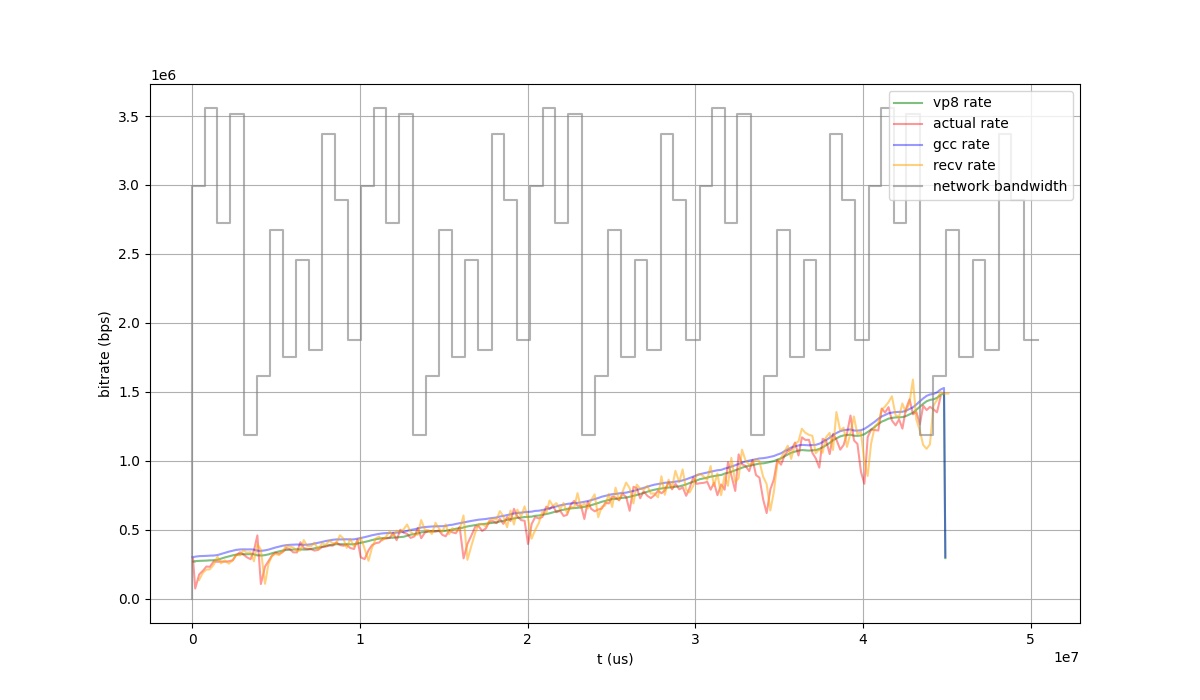 1e6
3.5
3.0
2.5
2.0
1.5
1.0
0.5
0.0
bitrate (bps)
vp8 rate
actual rate
gcc rate
recv rate
network bandwidth
0
1
2
3
4
5
1e7
t (us)